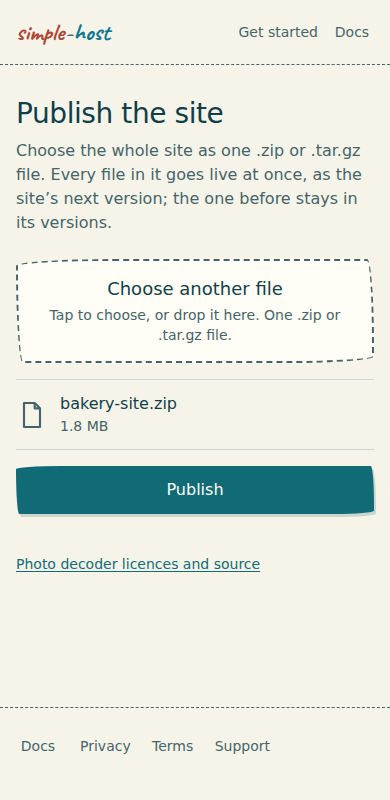 simple-host
Get started Docs
Publish the site
Choose the whole site as one .zip or .tar.gz
file. Every file in it goes live at once, as the
site’s next version; the one before stays in
its versions.
Choose another file
Tap to choose, or drop it here. One .zip or
.tar.gz file.
bakery-site.zip
1.8 MB
Publish
Photo decoder licences and source
Docs Privacy Terms Support